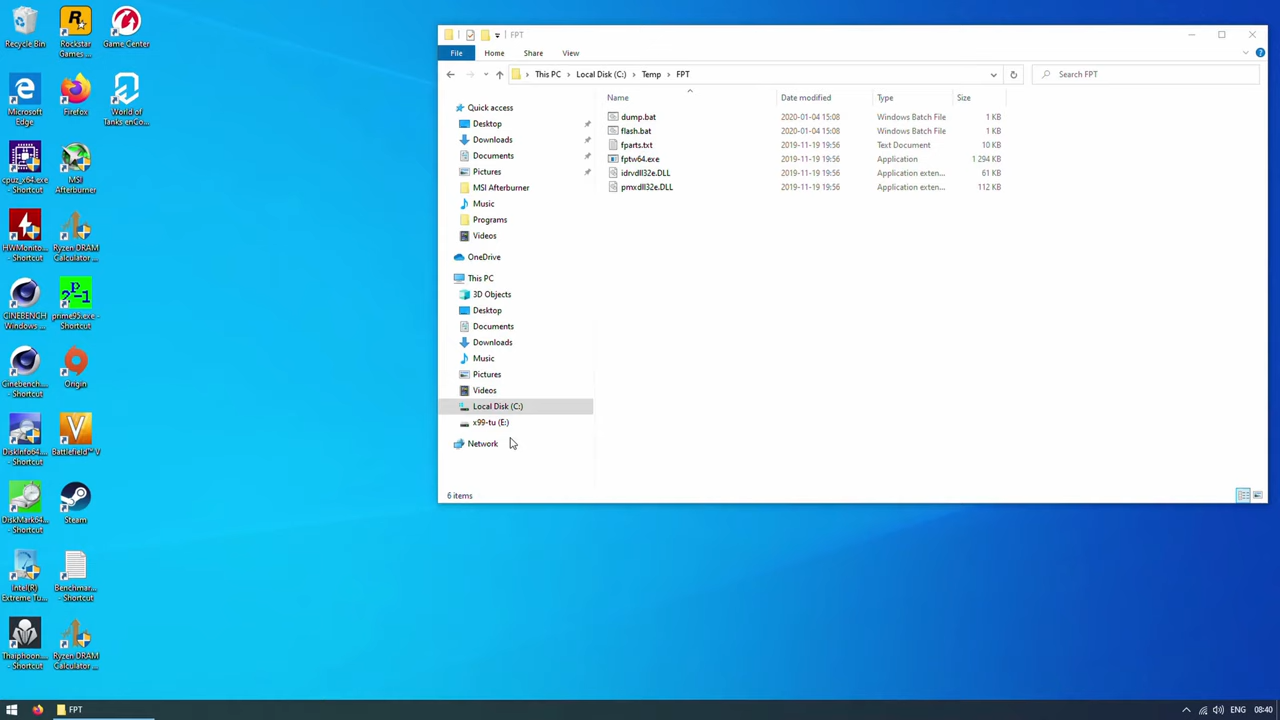 Recycle Bin
Rockstar
Games ...
Game Center
Microsoft
Edge
Firefox
World of
Tanks enCo...
cpuz_x64.exe
- Shortcut
MSI
Afterburner
HWMonito...
- Shortcut
Ryzen DRAM
Calculator ...
CINEBENCH
Windows ...
prime95.exe -
Shortcut
Cinebench...
- Shortcut
Origin
DiskInfo64...
- Shortcut
Battlefield™ V
DiskMark64...
- Shortcut
Steam
Intel(R)
Extreme Tu...
Benchmar...
- Shortcut
Thaiphoon...
- Shortcut
Ryzen DRAM
Calculator ...
FPT
File
Home
Share
View
This PC
Local Disk (C:)
Temp
FPT
Search FPT
Quick access
Desktop
Downloads
Documents
Pictures
MSI Afterburner
Music
Programs
Videos
OneDrive
This PC
3D Objects
Desktop
Documents
Downloads
Music
Pictures
Videos
Local Disk (C:)
x99-tu (E:)
Network
Name Date modified Type Size
dump.bat 2020-01-04 15:08 Windows Batch File 1 KB
flash.bat 2020-01-04 15:08 Windows Batch File 1 KB
fparts.txt 2019-11-19 19:56 Text Document 10 KB
fptw64.exe 2019-11-19 19:56 Application 1 294 KB
idrvdll32e.DLL 2019-11-19 19:56 Application exten... 61 KB
pmxdll32e.DLL 2019-11-19 19:56 Application exten... 112 KB
6 items
FPT
ENG
08:40